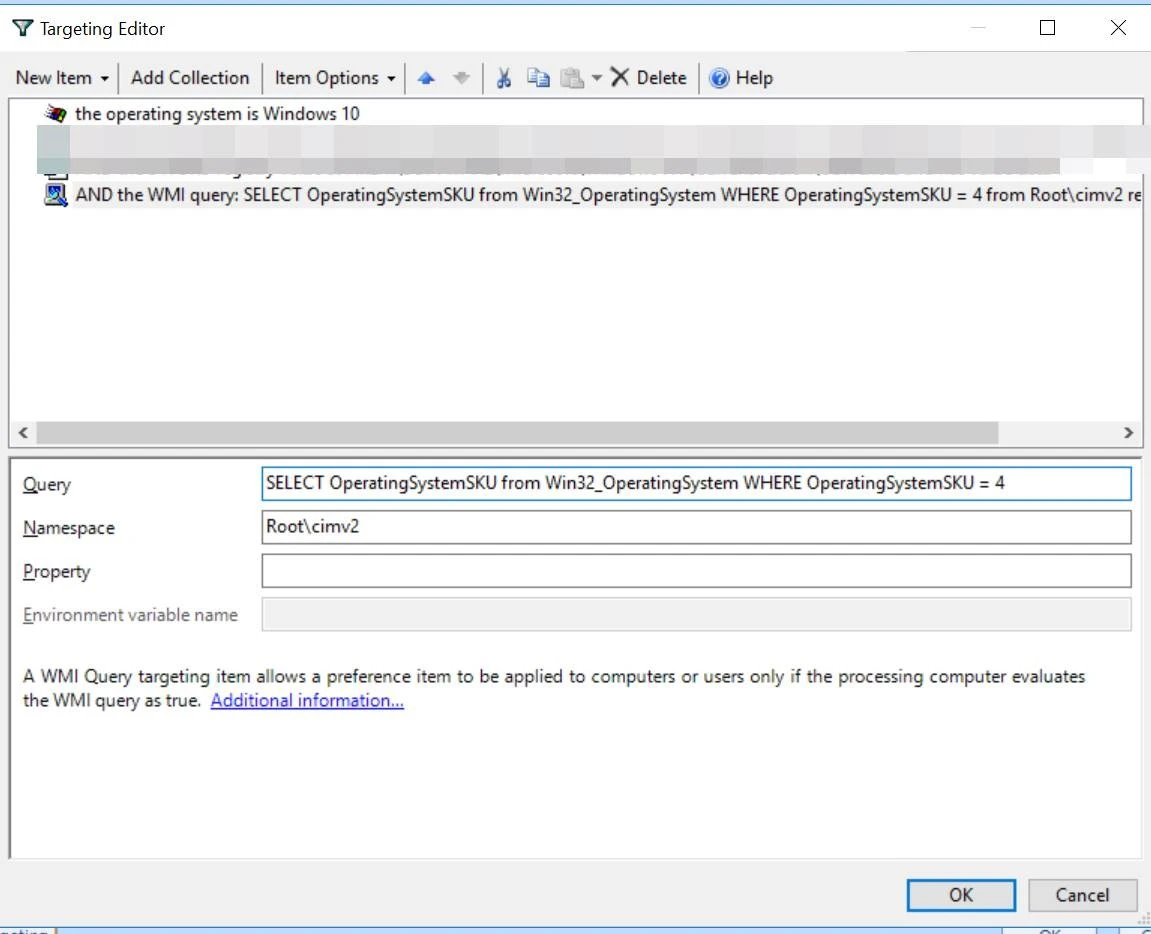 Targeting Editor
New Item Add Collection Item Options Delete Help
the operating system is Windows 10
AND the WMI query: SELECT OperatingSystemSKU from Win32_OperatingSystem WHERE OperatingSystemSKU = 4 from Root\cimv2 re
Query SELECT OperatingSystemSKU from Win32_OperatingSystem WHERE OperatingSystemSKU = 4
Namespace Root\cimv2
Property
Environment variable name
A WMI Query targeting item allows a preference item to be applied to computers or users only if the processing computer evaluates
the WMI query as true. Additional information...
OK Cancel